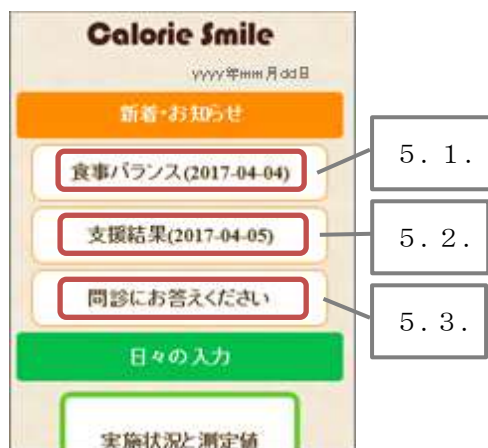 Calorie Smile
yyyy年mm月dd日
新着・お知らせ
食事バランス(2017-04-04)
5.1.
支援結果(2017-04-05)
5.2.
問診にお答えください
5.3.
日々の入力
実施状況と測定値